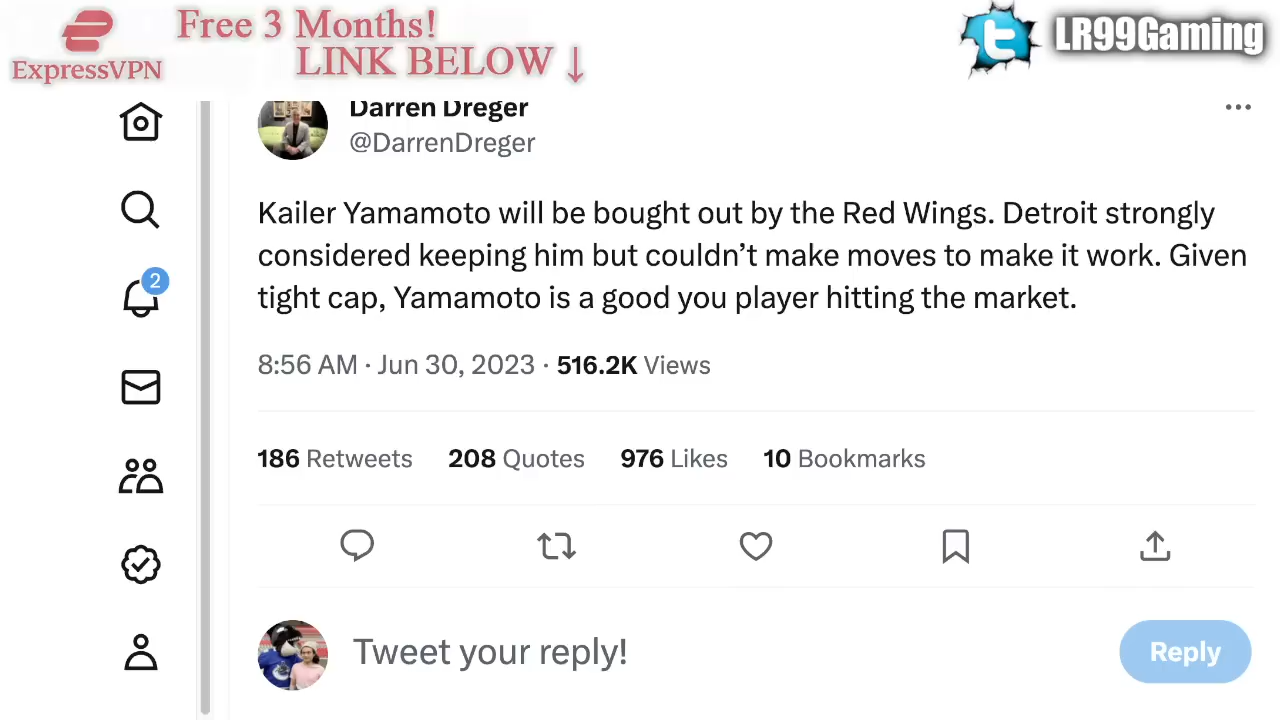 Free 3 Months!
LINK BELOW ↓
ExpressVPN
LR99Gaming
Darren Dreger
@DarrenDreger
Kailer Yamamoto will be bought out by the Red Wings. Detroit strongly
considered keeping him but couldn’t make moves to make it work. Given
tight cap, Yamamoto is a good you player hitting the market.
8:56 AM · Jun 30, 2023 · 516.2K Views
186 Retweets 208 Quotes 976 Likes 10 Bookmarks
2
Tweet your reply!
Reply